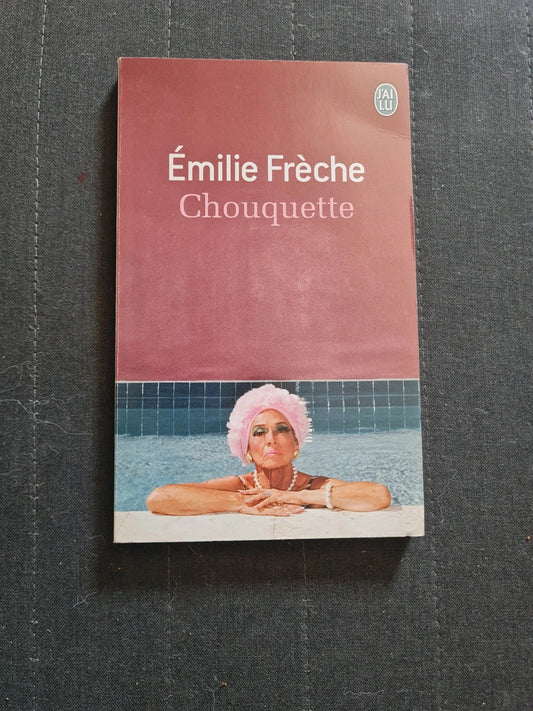 J'AI
LU
Émilie Frèche
Chouquette